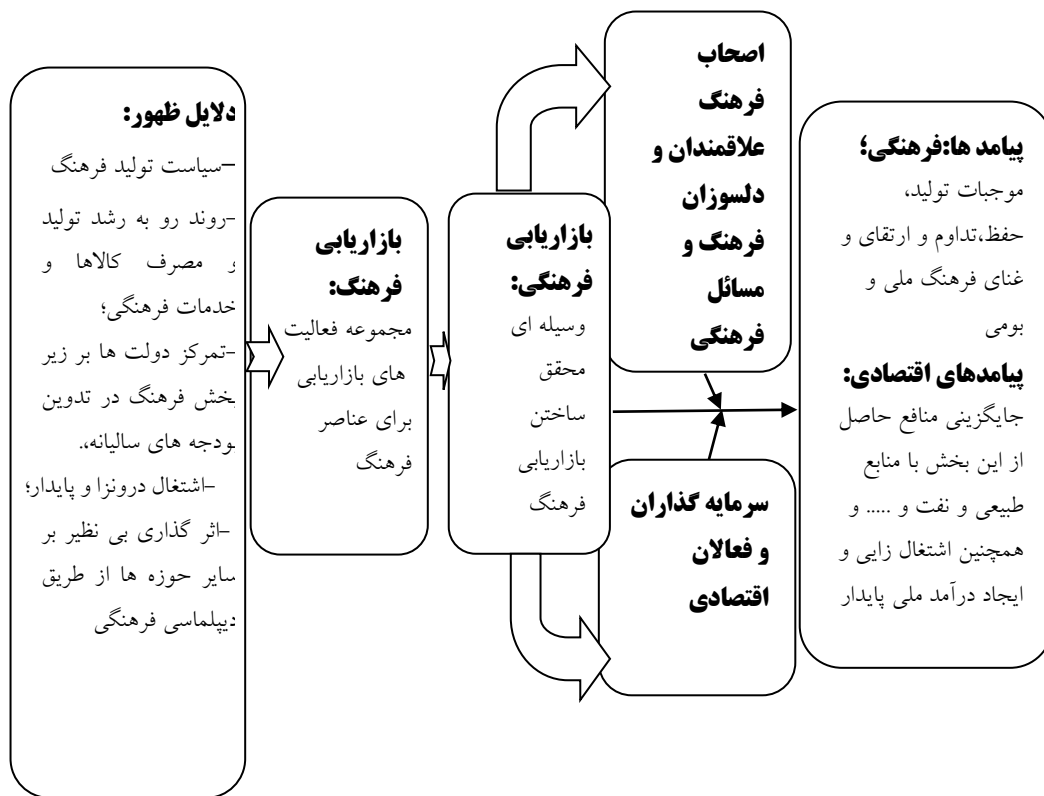 دلایل ظهور:
–سیاست تولید فرهنگ
-روند رو به رشد تولید
و مصرف کالاها و
خدمات فرهنگی؛
-تمرکز دولت ها بر زیر
بخش فرهنگ در تدوین
بودجه های سالیانه،.
–اشتغال درونزا و پایدار؛
–اثر گذاری بی نظیر بر
سایر حوزه ها از طریق
دیپلماسی فرهنگی
بازاریابی
فرهنگ:
مجموعه فعالیت
های بازاریابی
برای عناصر
فرهنگ
بازاریابی
فرهنگی:
وسیله ای
محقق
ساختن
بازاریابی
فرهنگ
اصحاب
فرهنگ
علاقمندان و
دلسوزان
فرهنگ و
مسائل
فرهنگی
سرمایه گذاران
و فعالان
اقتصادی
پیامد ها:فرهنگی؛
موجبات تولید،
حفظ،تداوم و ارتقای و
غنای فرهنگ ملی و
بومی
پیامدهای اقتصادی:
جایگزینی منافع حاصل
از این بخش با منابع
طبیعی و نفت و ..... و
همچنین اشتغال زایی و
ایجاد درآمد ملی پایدار